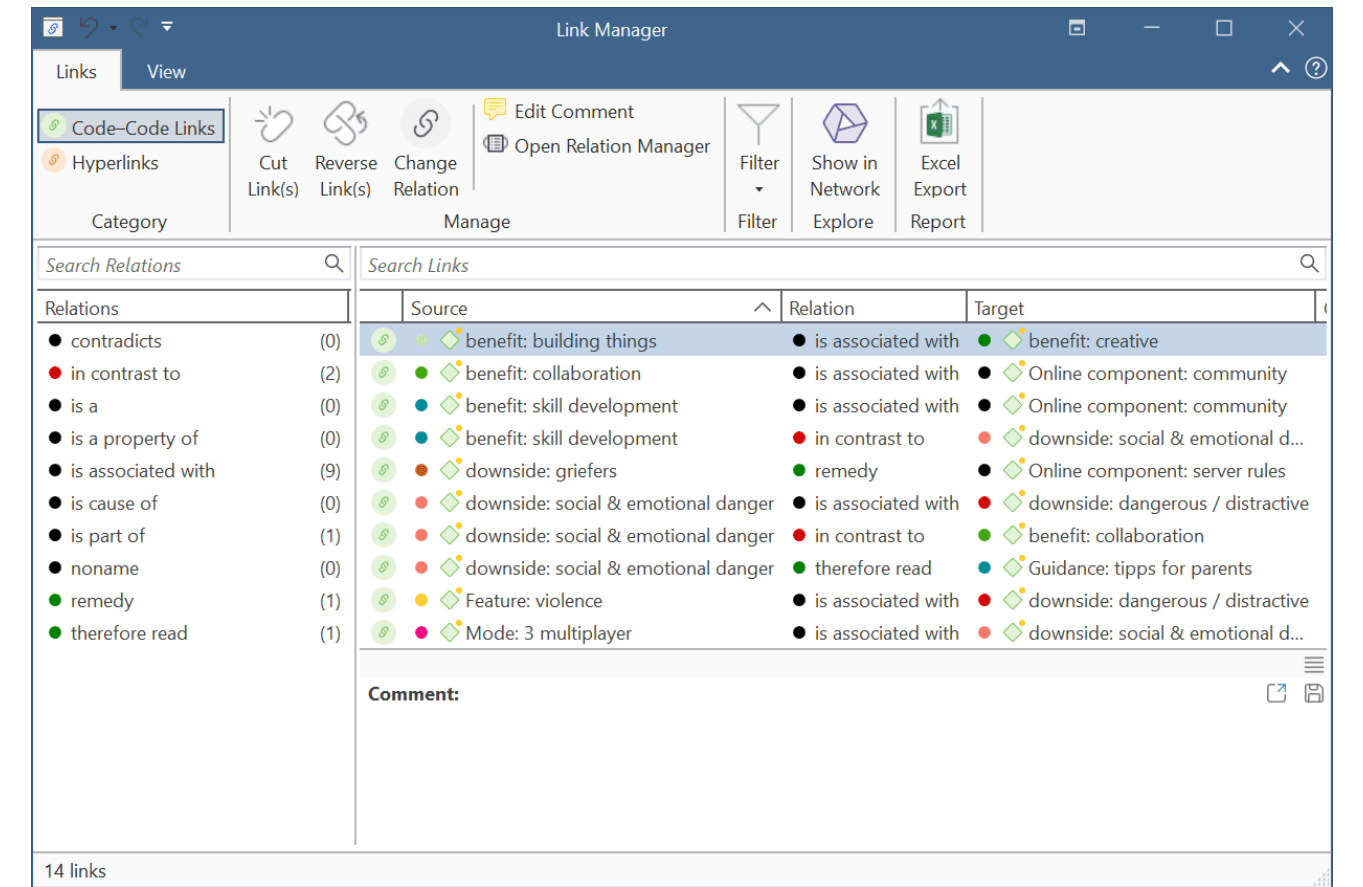 Link Manager
Links View
Code–Code Links
Hyperlinks
Category
Cut Link(s)
Reverse Link(s)
Change Relation
Edit Comment
Open Relation Manager
Manage
Filter
Filter
Show in Network
Explore
Excel Export
Report
Search Relations
Relations
contradicts (0)
in contrast to (2)
is a (0)
is a property of (0)
is associated with (9)
is cause of (0)
is part of (1)
noname (0)
remedy (1)
therefore read (1)
Search Links
Source Relation Target
benefit: building things is associated with benefit: creative
benefit: collaboration is associated with Online component: community
benefit: skill development is associated with Online component: community
benefit: skill development in contrast to downside: social & emotional d...
downside: griefers remedy Online component: server rules
downside: social & emotional danger is associated with downside: dangerous / distractive
downside: social & emotional danger in contrast to benefit: collaboration
downside: social & emotional danger therefore read Guidance: tipps for parents
Feature: violence is associated with downside: dangerous / distractive
Mode: 3 multiplayer is associated with downside: social & emotional d...
Comment:
14 links